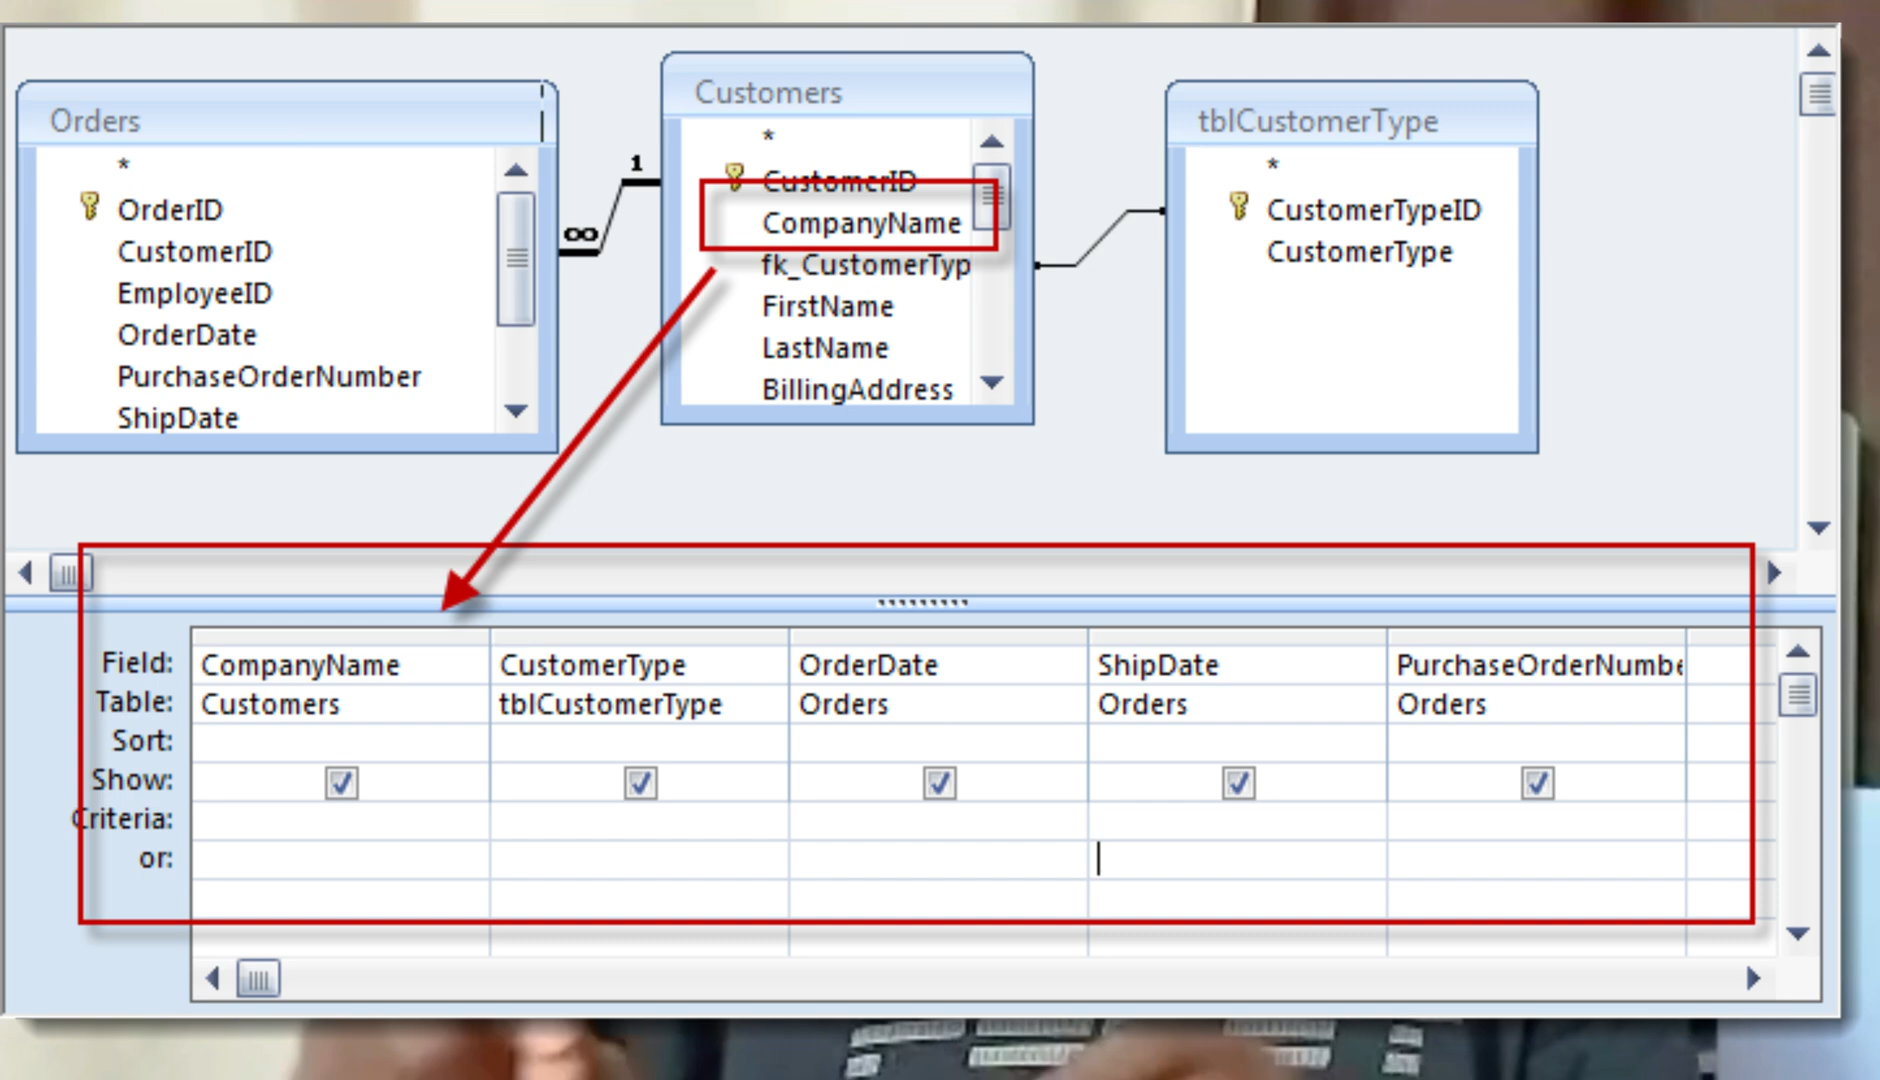 Orders
*
OrderID
CustomerID
EmployeeID
OrderDate
PurchaseOrderNumber
ShipDate
∞
1
Customers
*
CustomerID
CompanyName
fk_CustomerTyp
FirstName
LastName
BillingAddress
tblCustomerType
*
CustomerTypeID
CustomerType
Field: CompanyName CustomerType OrderDate ShipDate PurchaseOrderNumbe
Table: Customers tblCustomerType Orders Orders Orders
Sort:
Show:
Criteria:
or: